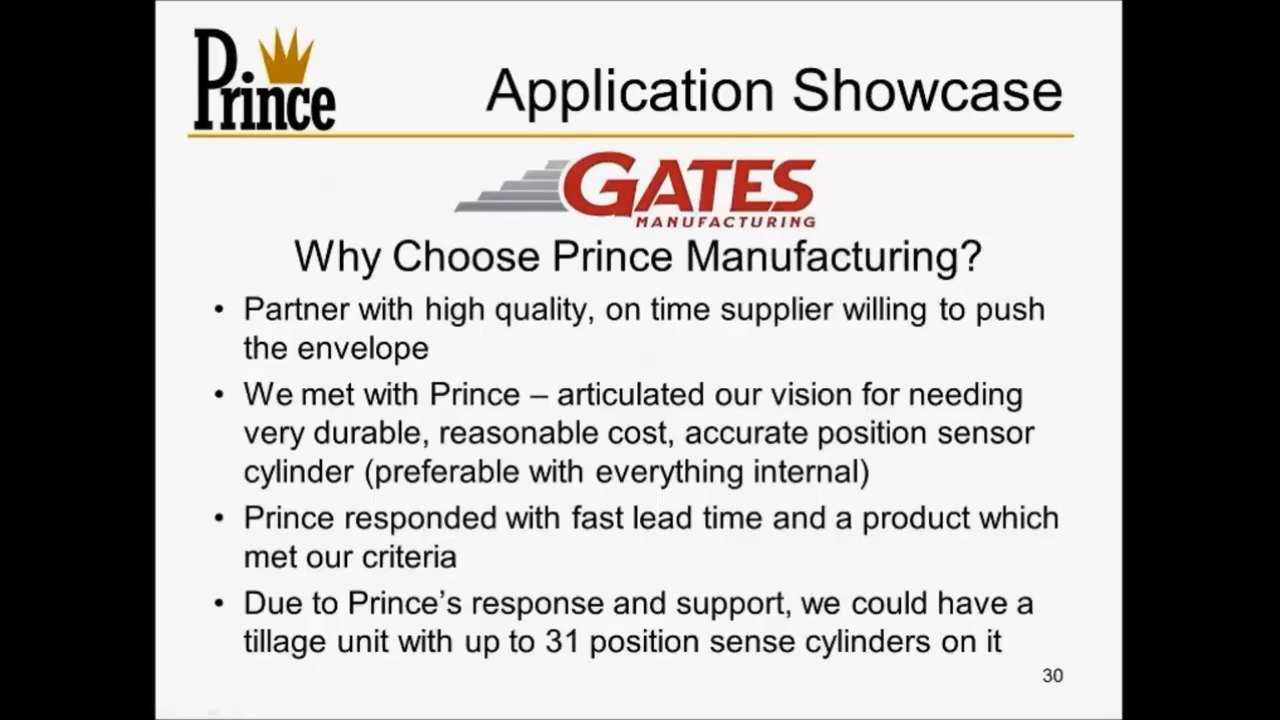 Prince
Application Showcase
GATES
MANUFACTURING
Why Choose Prince Manufacturing?
• Partner with high quality, on time supplier willing to push
the envelope
• We met with Prince – articulated our vision for needing
very durable, reasonable cost, accurate position sensor
cylinder (preferable with everything internal)
• Prince responded with fast lead time and a product which
met our criteria
• Due to Prince’s response and support, we could have a
tillage unit with up to 31 position sense cylinders on it
30